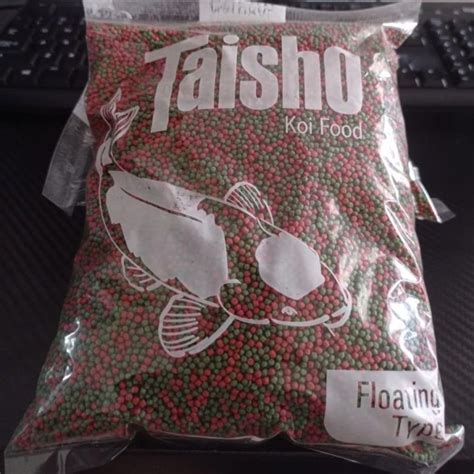 Taisho
Koi Food
Floating
Type